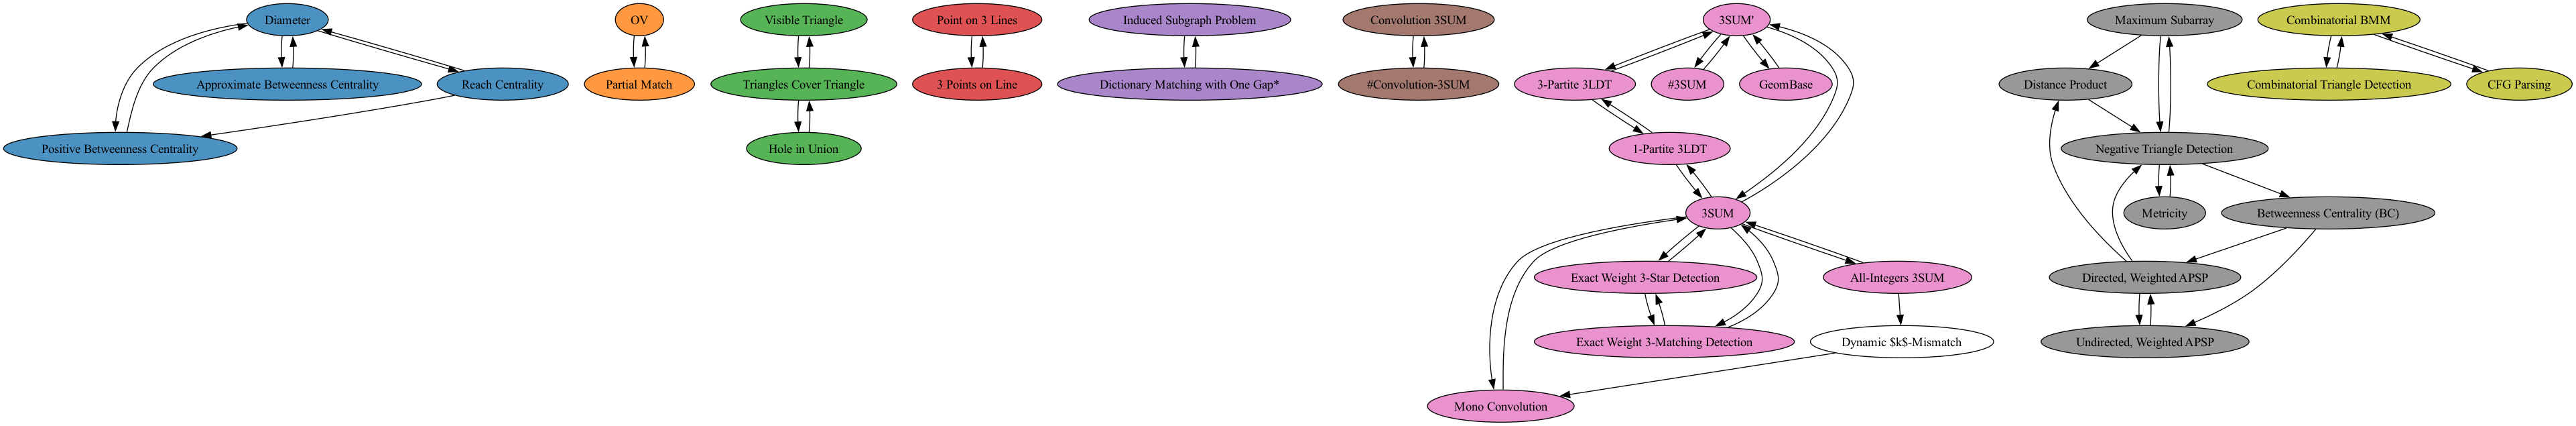 Diameter
OV
Visible Triangle
Point on 3 Lines
Induced Subgraph Problem
Convolution 3SUM
3SUM'
Maximum Subarray
Combinatorial BMM
Approximate Betweenness Centrality
Reach Centrality
Partial Match
Triangles Cover Triangle
3 Points on Line
Dictionary Matching with One Gap*
#Convolution-3SUM
3-Partite 3LDT
#3SUM
GeomBase
Distance Product
Combinatorial Triangle Detection
CFG Parsing
Positive Betweenness Centrality
Hole in Union
1-Partite 3LDT
Negative Triangle Detection
3SUM
Metricity
Betweenness Centrality (BC)
Exact Weight 3-Star Detection
All-Integers 3SUM
Directed, Weighted APSP
Exact Weight 3-Matching Detection
Dynamic $k$-Mismatch
Undirected, Weighted APSP
Mono Convolution